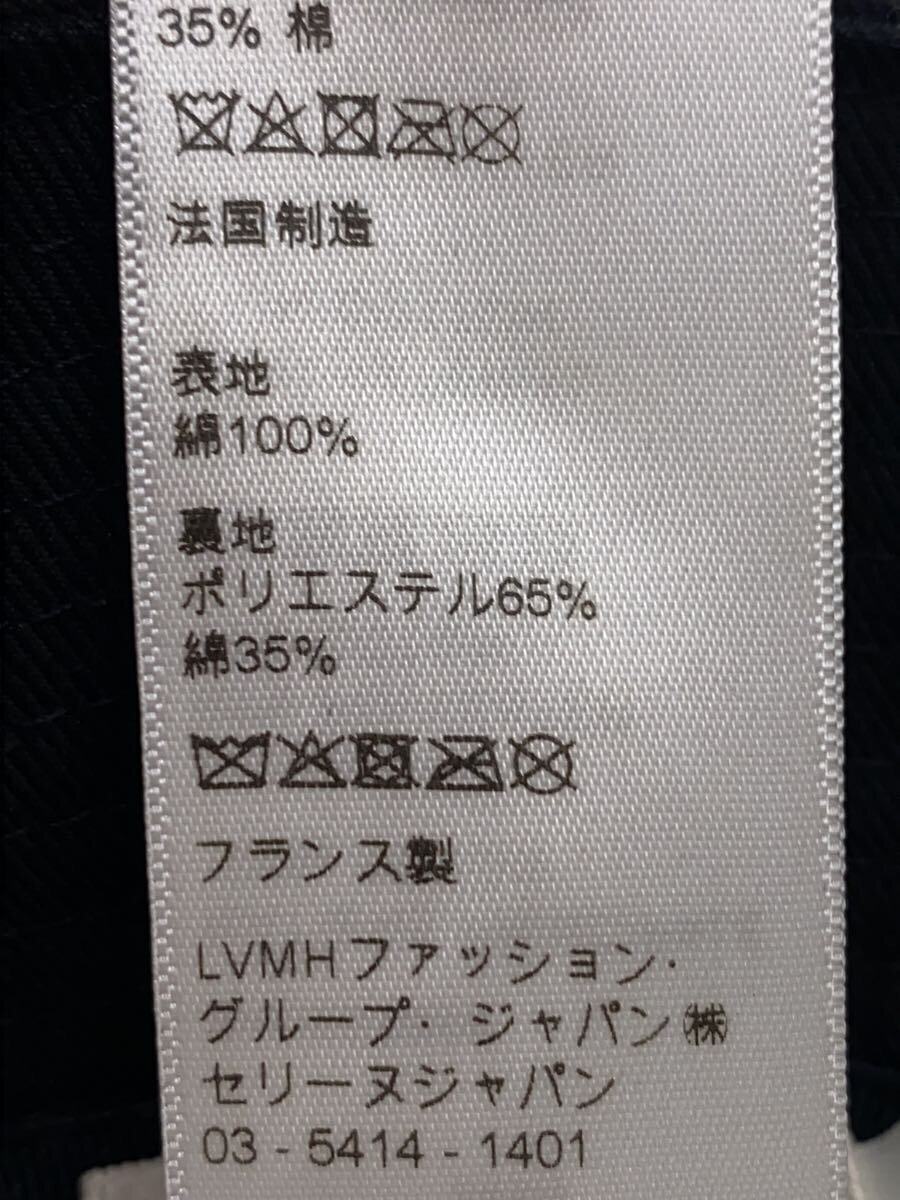 35% 棉
法国制造
表地
綿100%
裏地
ポリエステル65%
綿35%
フランス製
LVMHファッション・
グループ・ジャパン㈱
セリーヌジャパン
03 - 5414 - 1401